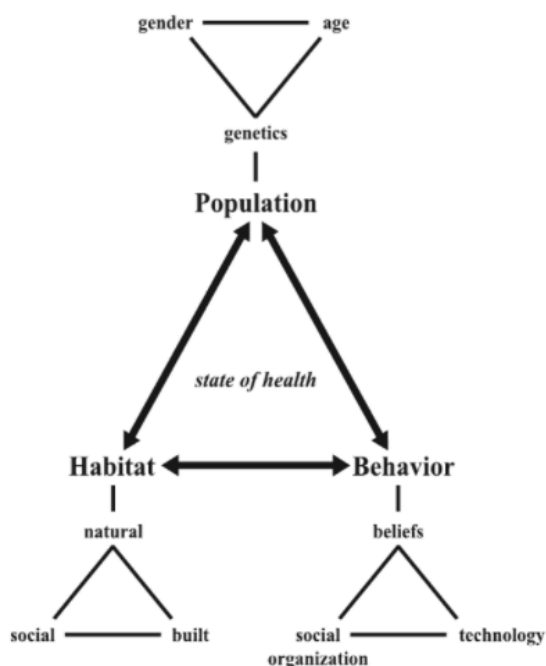 gender age
genetics
Population
state of health
Habitat Behavior
natural beliefs
social built social technology
organization